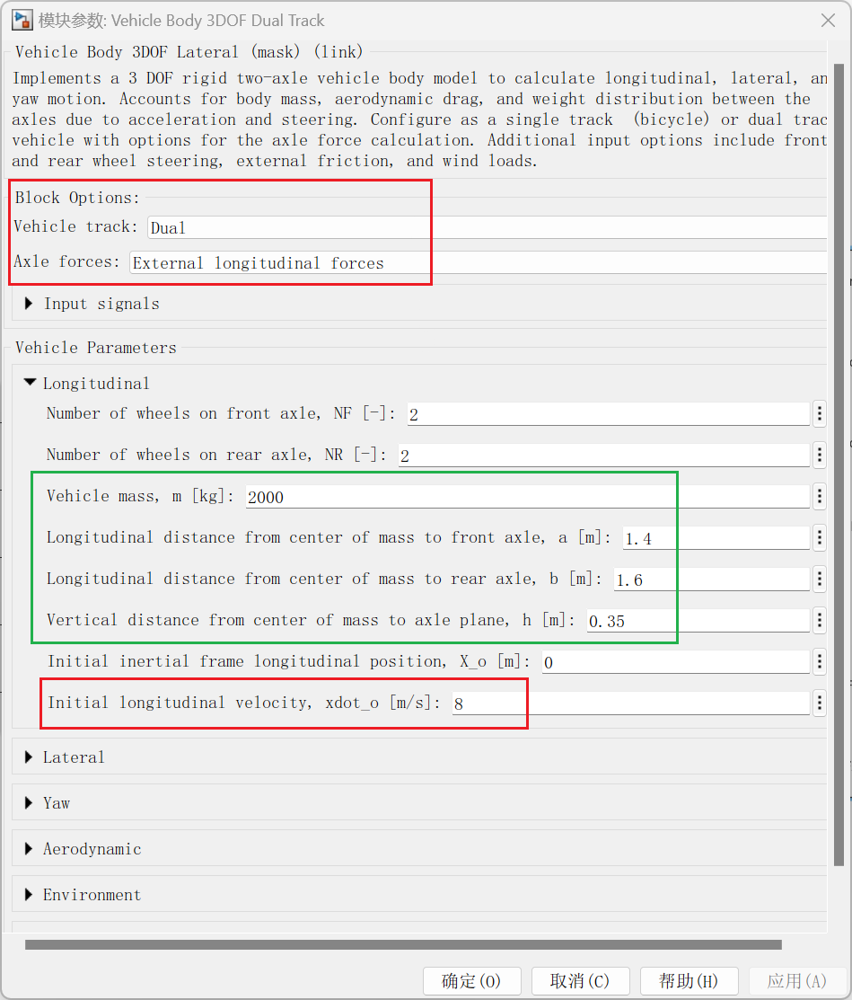 模块参数: Vehicle Body 3DOF Dual Track
Vehicle Body 3DOF Lateral (mask) (link)
Implements a 3 DOF rigid two-axle vehicle body model to calculate longitudinal, lateral, an
yaw motion. Accounts for body mass, aerodynamic drag, and weight distribution between the
axles due to acceleration and steering. Configure as a single track (bicycle) or dual trac
vehicle with options for the axle force calculation. Additional input options include front
and rear wheel steering, external friction, and wind loads.
Block Options:
Vehicle track: Dual
Axle forces: External longitudinal forces
Input signals
Vehicle Parameters
Longitudinal
Number of wheels on front axle, NF [-]: 2
Number of wheels on rear axle, NR [-]: 2
Vehicle mass, m [kg]: 2000
Longitudinal distance from center of mass to front axle, a [m]: 1.4
Longitudinal distance from center of mass to rear axle, b [m]: 1.6
Vertical distance from center of mass to axle plane, h [m]: 0.35
Initial inertial frame longitudinal position, X_o [m]: 0
Initial longitudinal velocity, xdot_o [m/s]: 8
Lateral
Yaw
Aerodynamic
Environment
确定(O) 取消(C) 帮助(H) 应用(A)